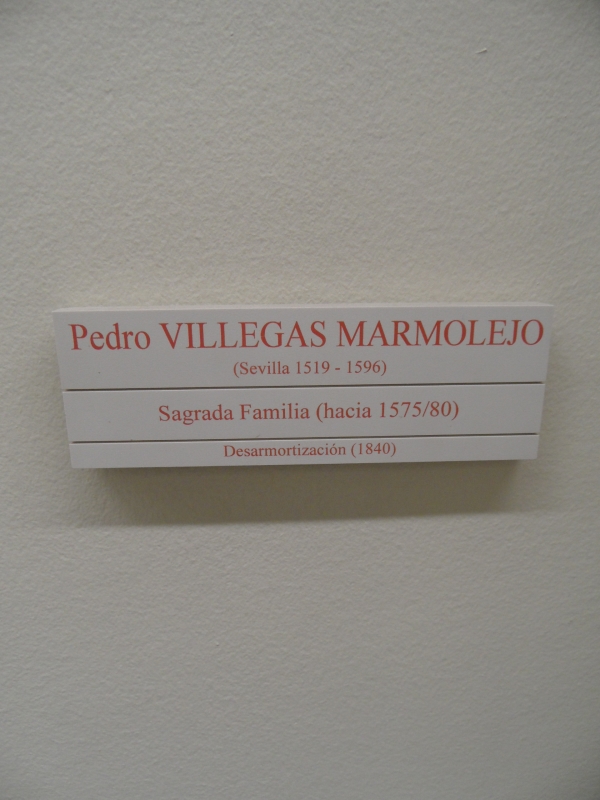 Pedro VILLEGAS MARMOLEJO
(Sevilla 1519 - 1596)
Sagrada Familia (hacia 1575/80)
Desarmortización (1840)